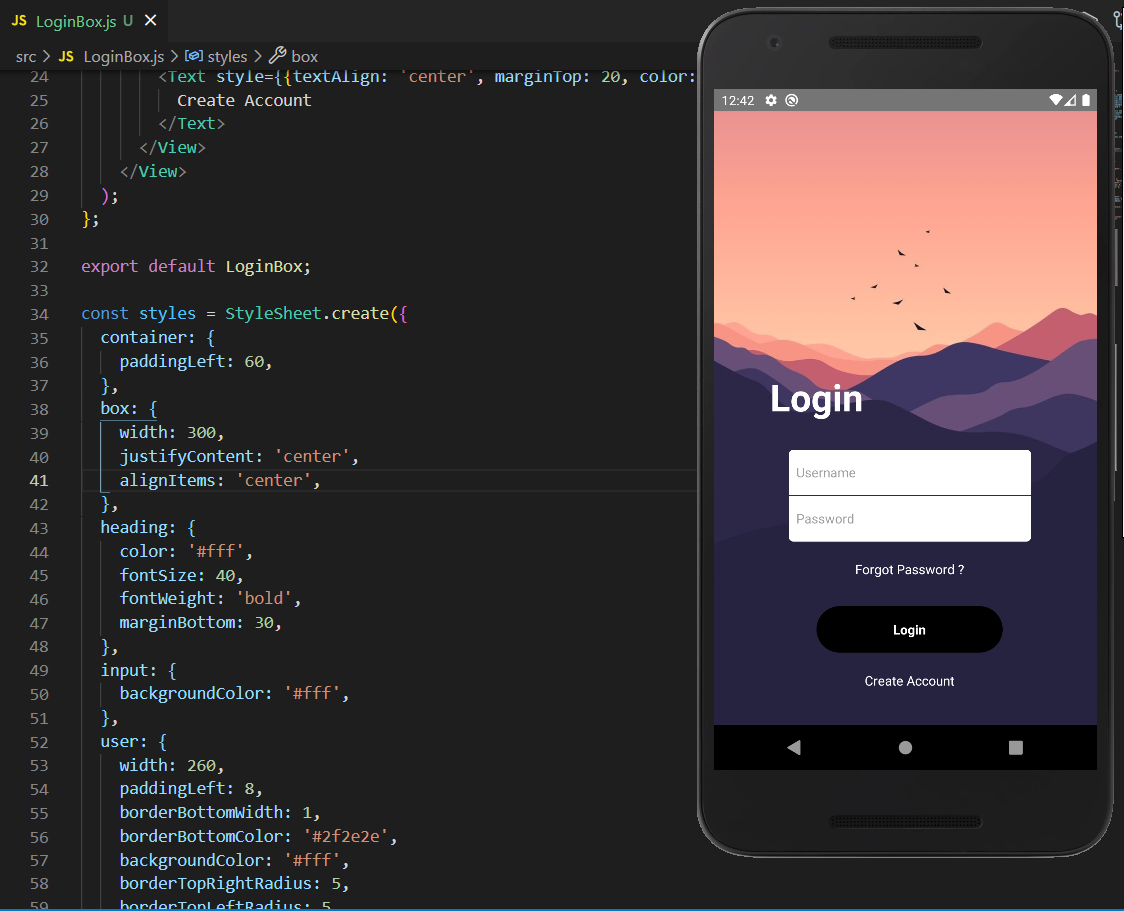 JS LoginBox.js U ✕
src > JS LoginBox.js > styles > box
24 <Text style={{textAlign: 'center', marginTop: 20, color:
25 Create Account
26 </Text>
27 </View>
28 </View>
29 );
30 };
31
32 export default LoginBox;
33
34 const styles = StyleSheet.create({
35 container: {
36 paddingLeft: 60,
37 },
38 box: {
39 width: 300,
40 justifyContent: 'center',
41 alignItems: 'center',
42 },
43 heading: {
44 color: '#fff',
45 fontSize: 40,
46 fontWeight: 'bold',
47 marginBottom: 30,
48 },
49 input: {
50 backgroundColor: '#fff',
51 },
52 user: {
53 width: 260,
54 paddingLeft: 8,
55 borderBottomWidth: 1,
56 borderBottomColor: '#2f2e2e',
57 backgroundColor: '#fff',
58 borderTopRightRadius: 5,
59 borderTopLeftRadius: 5
12:42
Login
Username
Password
Forgot Password ?
Login
Create Account